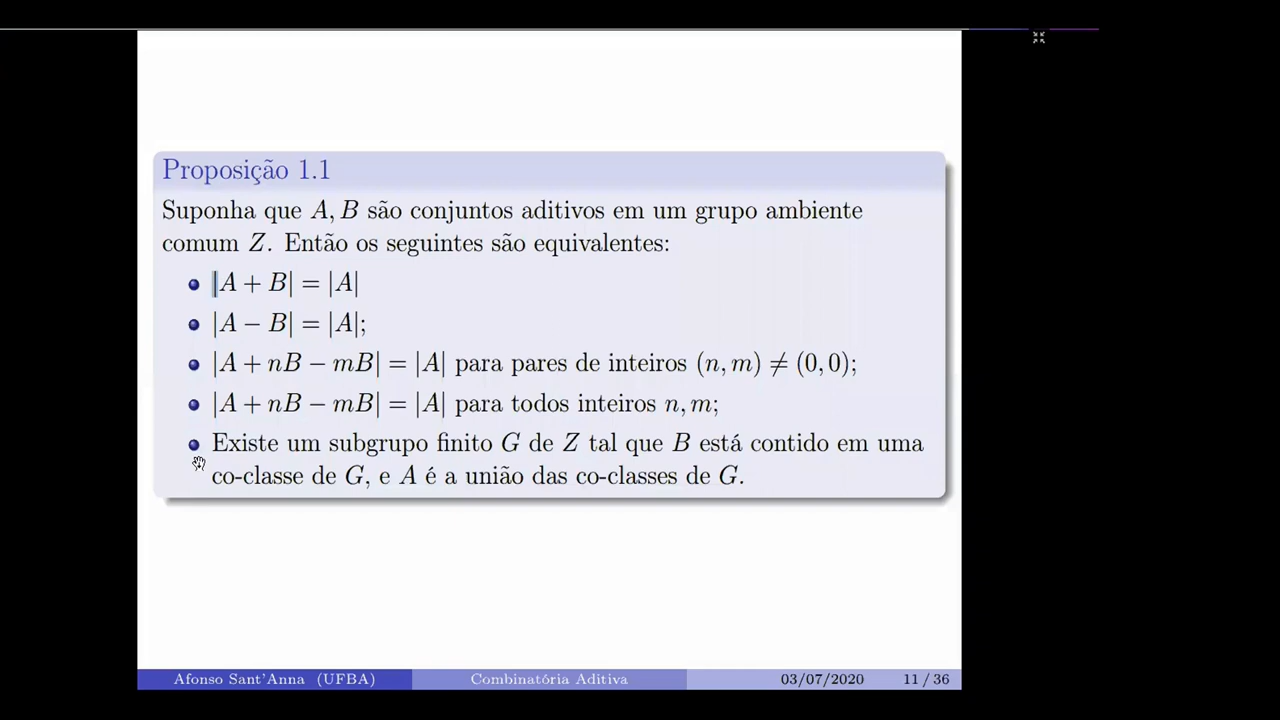 Proposição 1.1
Suponha que A, B são conjuntos aditivos em um grupo ambiente
comum Z. Então os seguintes são equivalentes:
|A + B| = |A|
|A − B| = |A|;
|A + nB − mB| = |A| para pares de inteiros (n, m) ≠ (0, 0);
|A + nB − mB| = |A| para todos inteiros n, m;
Existe um subgrupo finito G de Z tal que B está contido em uma
co-classe de G, e A é a união das co-classes de G.
Afonso Sant'Anna (UFBA) Combinatória Aditiva 03/07/2020 11 / 36